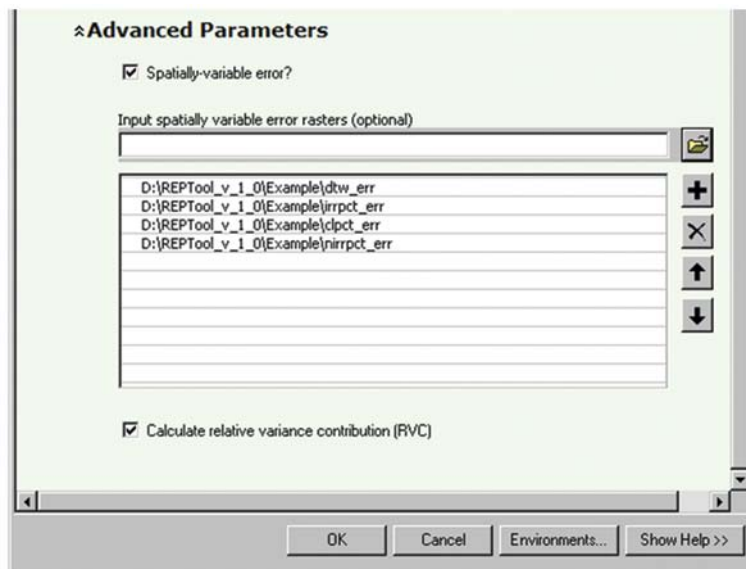 Advanced Parameters
Spatially-variable error?
Input spatially variable error rasters (optional)
D:\REPTool_v_1_0\Example\dtw_err
D:\REPTool_v_1_0\Example\irrpct_err
D:\REPTool_v_1_0\Example\clpct_err
D:\REPTool_v_1_0\Example\nirrpct_err
Calculate relative variance contribution (RVC)
OK Cancel Environments... Show Help >>